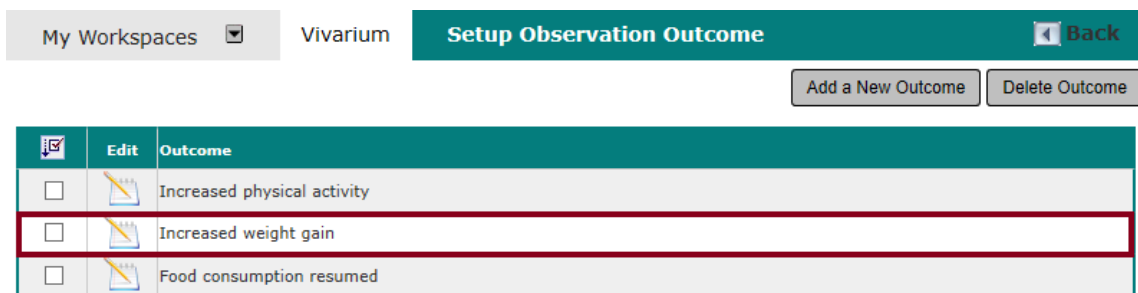 My Workspaces Vivarium Setup Observation Outcome Back
Add a New Outcome Delete Outcome
Edit Outcome
Increased physical activity
Increased weight gain
Food consumption resumed